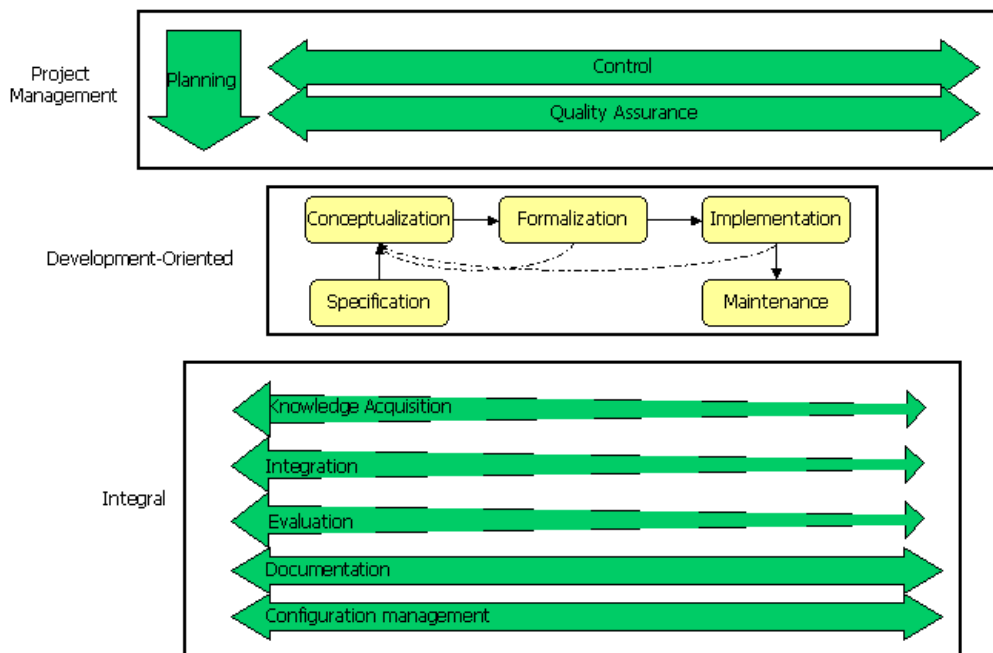 Project
Management
Planning
Control
Quality Assurance
Development-Oriented
Conceptualization
Formalization
Implementation
Specification
Maintenance
Integral
Knowledge Acquisition
Integration
Evaluation
Documentation
Configuration management